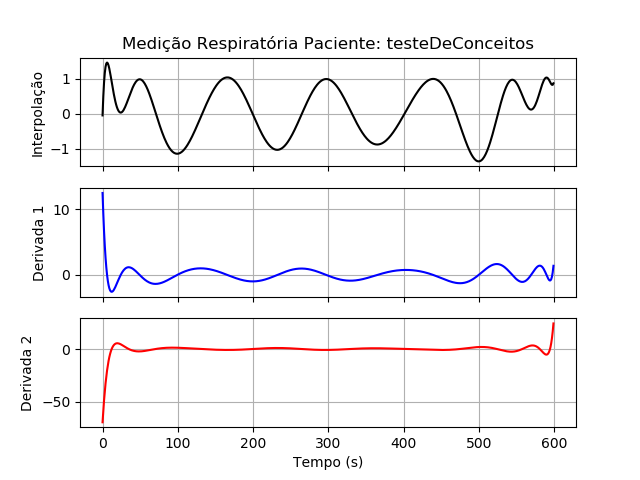 Medição Respiratória Paciente: testeDeConceitos
Interpolação
1
0
−1
Derivada 1
10
0
Derivada 2
0
−50
0 100 200 300 400 500 600
Tempo (s)